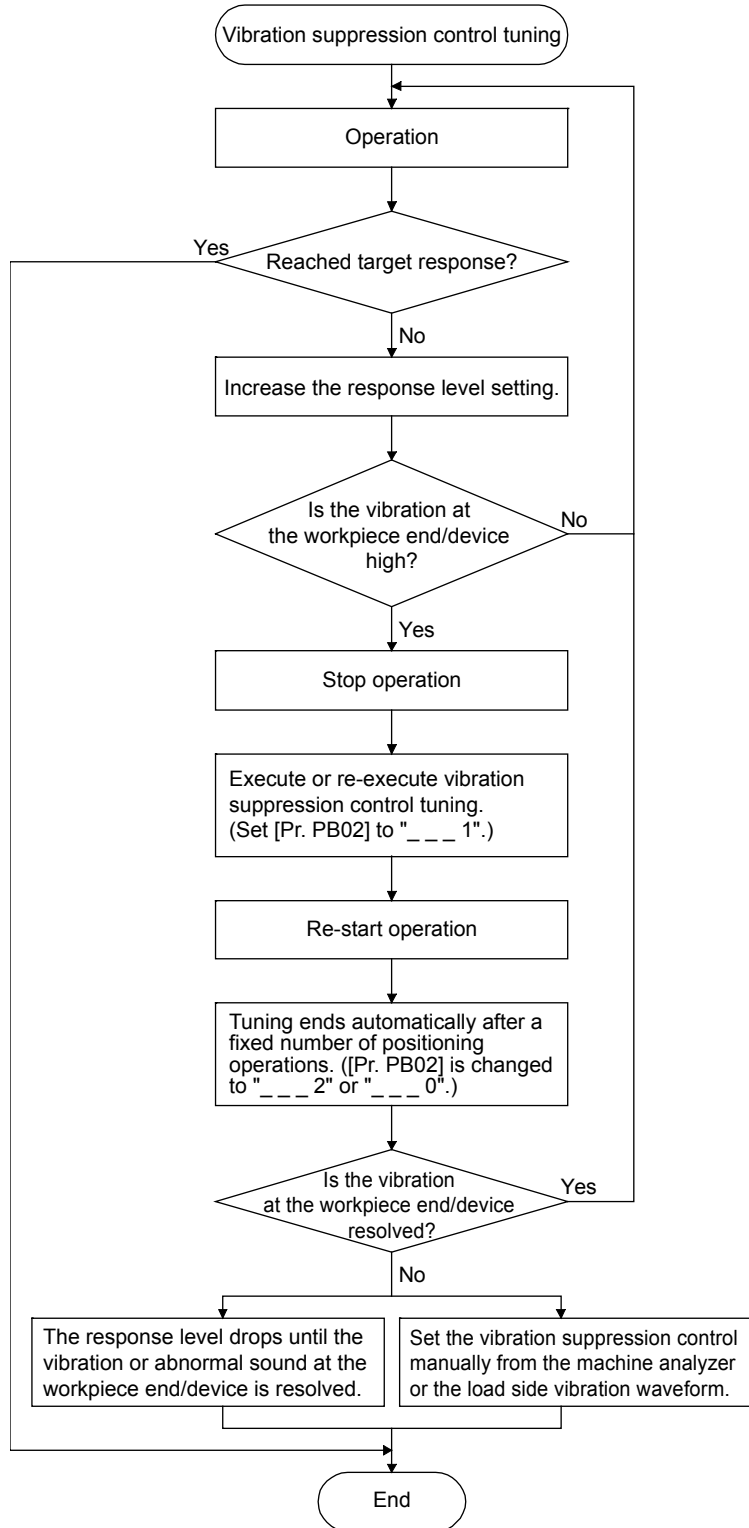 Vibration suppression control tuning
Operation
Yes
Reached target response?
No
Increase the response level setting.
Is the vibration at
the workpiece end/device
high?
No
Yes
Stop operation
Execute or re-execute vibration
suppression control tuning.
(Set [Pr. PB02] to "_ _ _ 1".)
Re-start operation
Tuning ends automatically after a
fixed number of positioning
operations. ([Pr. PB02] is changed
to "_ _ _ 2" or "_ _ _ 0".)
Is the vibration
at the workpiece end/device
resolved?
Yes
No
The response level drops until the
vibration or abnormal sound at the
workpiece end/device is resolved.
Set the vibration suppression control
manually from the machine analyzer
or the load side vibration waveform.
End